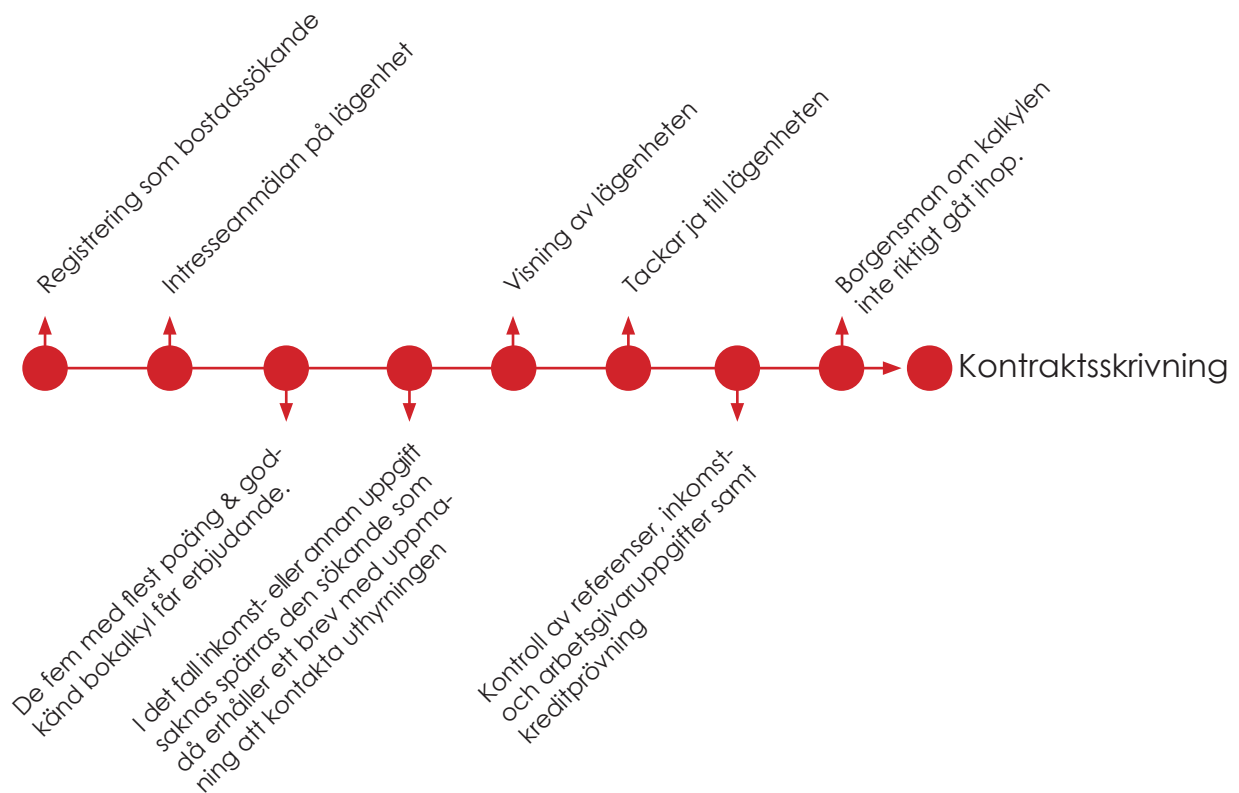 Registrering som bostadssökande
Intresseanmälan på lägenhet
De fem med flest poäng & god-
känd bokalkyl får erbjudande.
I det fall inkomst- eller annan uppgift
saknas spärras den sökande som
då erhåller ett brev med uppma-
ning att kontakta uthyrningen
Visning av lägenheten
Tackar ja till lägenheten
Kontroll av referenser, inkomst-
och arbetsgivaruppgifter samt
kreditprövning
Borgensman om kalkylen
inte riktigt gått ihop.
Kontraktsskrivning